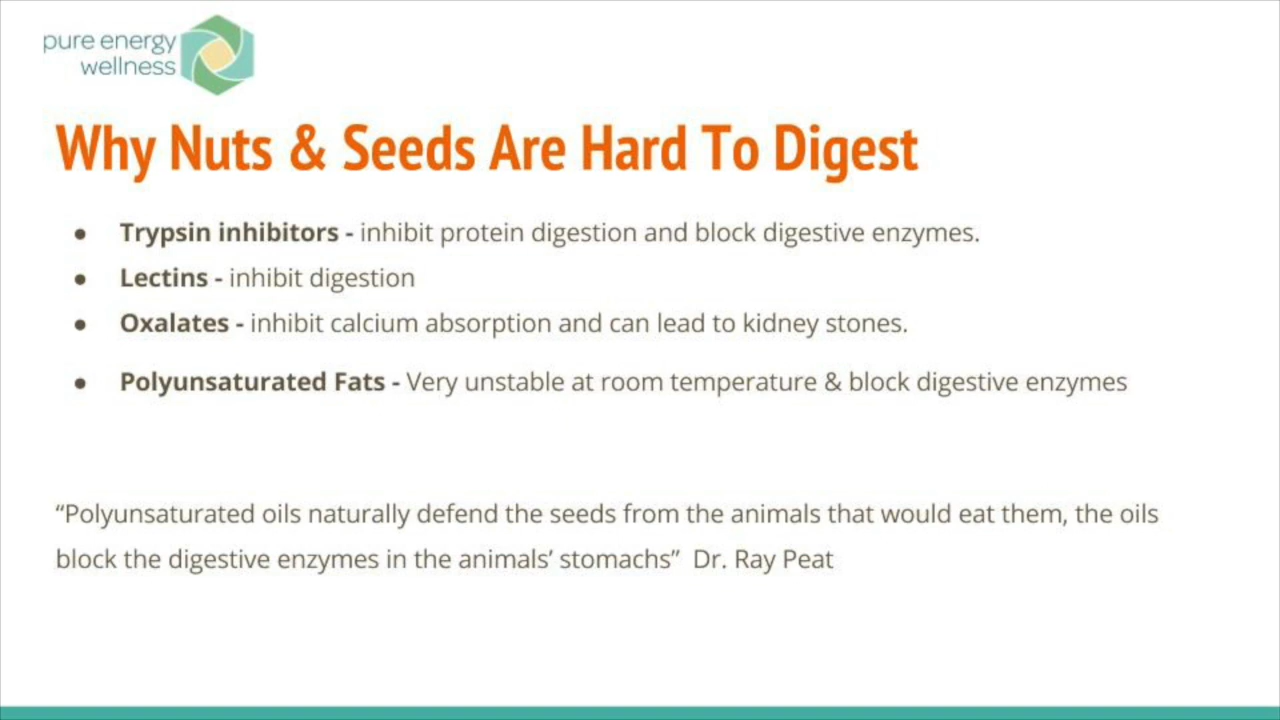 pure energy
wellness
Why Nuts & Seeds Are Hard To Digest
● Trypsin inhibitors - inhibit protein digestion and block digestive enzymes.
● Lectins - inhibit digestion
● Oxalates - inhibit calcium absorption and can lead to kidney stones.
● Polyunsaturated Fats - Very unstable at room temperature & block digestive enzymes
“Polyunsaturated oils naturally defend the seeds from the animals that would eat them, the oils
block the digestive enzymes in the animals’ stomachs”  Dr. Ray Peat